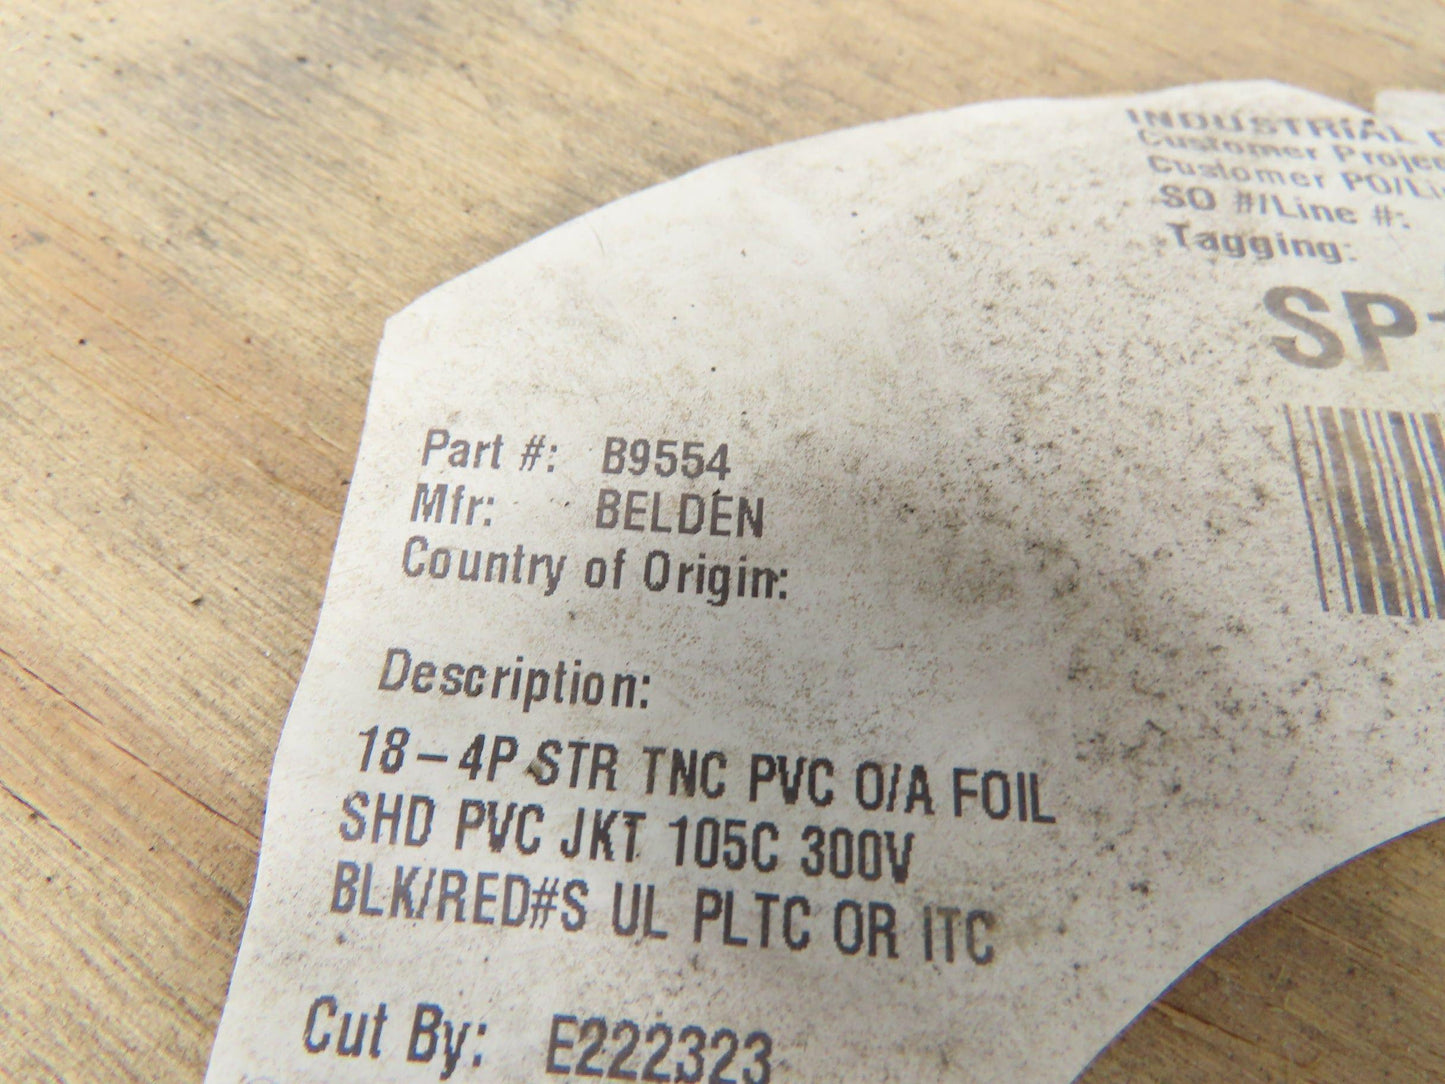 INDUSTRIAL
Customer
Customer PO/
SO #/Line #:
Tagging:
Part #: B9554
Mfr: BELDEN
Country of Origin:
Description:
18-4P STR TNC PVC O/A FOIL
SHD PVC JKT 105C 300V
BLK/RED#S UL PLTC OR ITC
Cut By: E222323